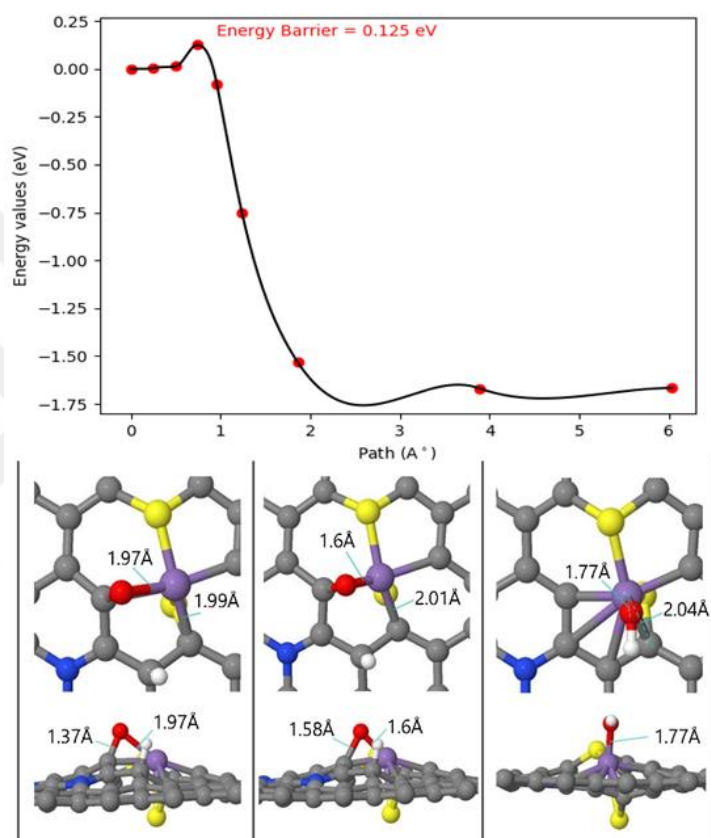 Energy Barrier = 0.125 eV
Energy values (eV)
0.25
0.00
−0.25
−0.50
−0.75
−1.00
−1.25
−1.50
−1.75
0 1 2 3 4 5 6
Path (A°)
1.97Å
1.99Å
1.6Å
2.01Å
1.77Å
2.04Å
1.37Å
1.97Å
1.58Å
1.6Å
1.77Å